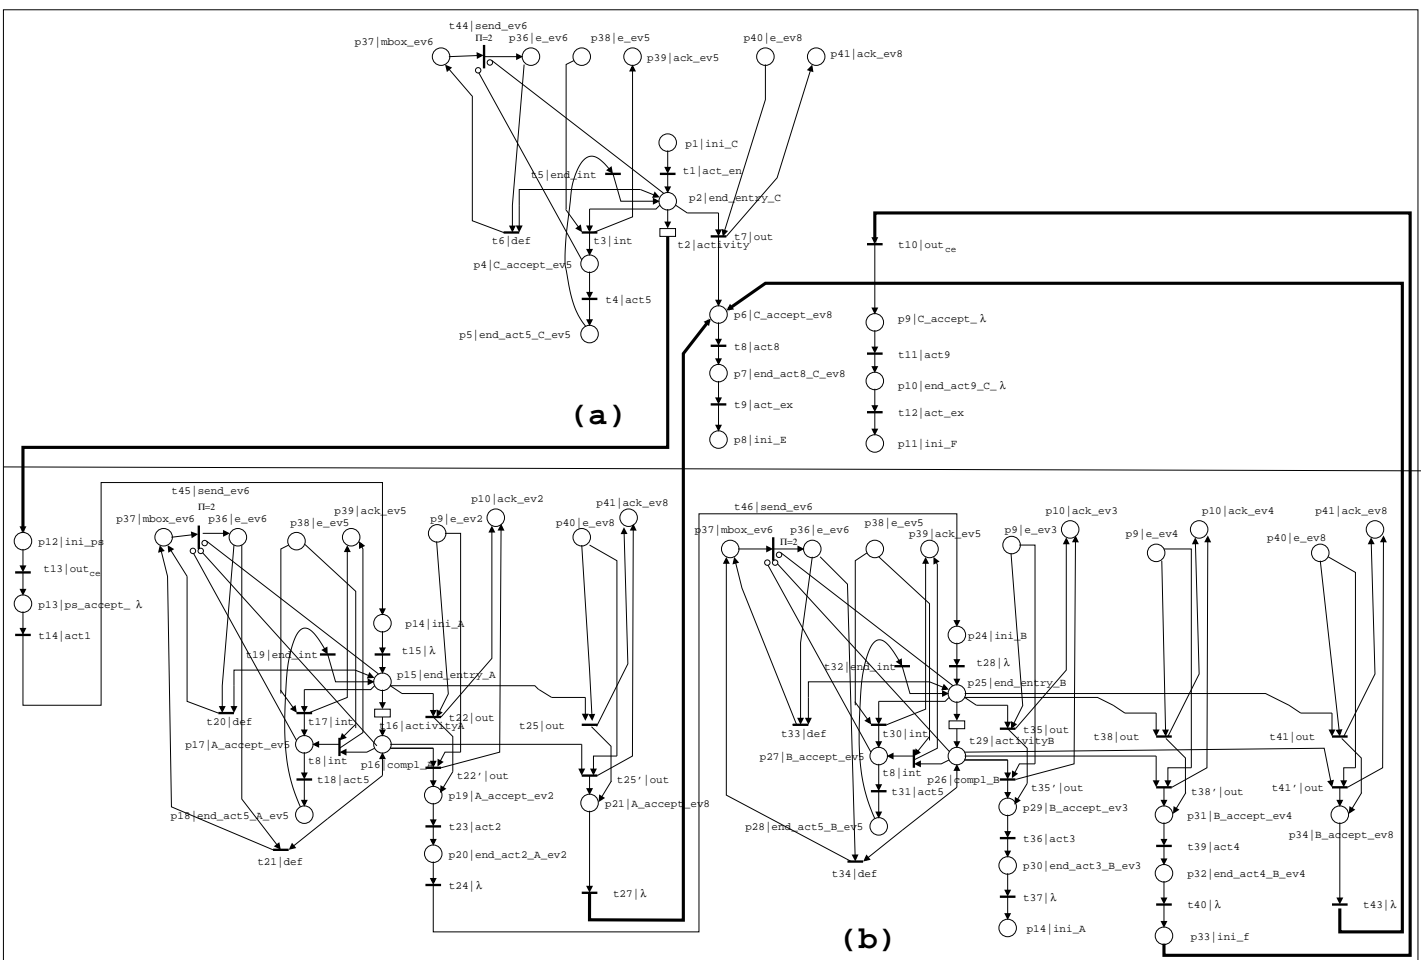 t44|send_ev6
p37|mbox_ev6
Π=2
p36|e_ev6
p38|e_ev5
p39|ack_ev5
p40|e_ev8
p41|ack_ev8
p1|ini_C
t1|act_en
t5|end_int
p2|end_entry_C
t6|def
t3|int
t2|activity
t7|out
t10|out_ce
p4|C_accept_ev5
t4|act5
p5|end_act5_C_ev5
p6|C_accept_ev8
t8|act8
p7|end_act8_C_ev8
t9|act_ex
p8|ini_E
p9|C_accept_λ
t11|act9
p10|end_act9_C_λ
t12|act_ex
p11|ini_F
(a)
p12|ini_ps
t13|out_ce
p13|ps_accept_λ
t14|act1
t45|send_ev6
Π=2
p37|mbox_ev6
p36|e_ev6
p38|e_ev5
p39|ack_ev5
p9|e_ev2
p10|ack_ev2
p40|e_ev8
p41|ack_ev8
p14|ini_A
t15|λ
t19|end_int
p15|end_entry_A
t20|def
t17|int
t16|activityA
t22|out
t25|out
p17|A_accept_ev5
t8|int
p16|compl_A
t22'|out
t25'|out
t18|act5
p18|end_act5_A_ev5
p19|A_accept_ev2
p21|A_accept_ev8
t23|act2
t21|def
p20|end_act2_A_ev2
t24|λ
t27|λ
t46|send_ev6
Π=2
p37|mbox_ev6
p36|e_ev6
p38|e_ev5
p39|ack_ev5
p9|e_ev3
p10|ack_ev3
p9|e_ev4
p10|ack_ev4
p40|e_ev8
p41|ack_ev8
p24|ini_B
t28|λ
t32|end_int
p25|end_entry_B
t33|def
t30|int
t29|activityB
t35|out
t38|out
t41|out
p27|B_accept_ev5
t8|int
p26|compl_B
t35'|out
t38'|out
t41'|out
t31|act5
p28|end_act5_B_ev5
p29|B_accept_ev3
p31|B_accept_ev4
p34|B_accept_ev8
t36|act3
t39|act4
t34|def
p30|end_act3_B_ev3
p32|end_act4_B_ev4
t37|λ
t40|λ
t43|λ
p14|ini_A
p33|ini_f
(b)